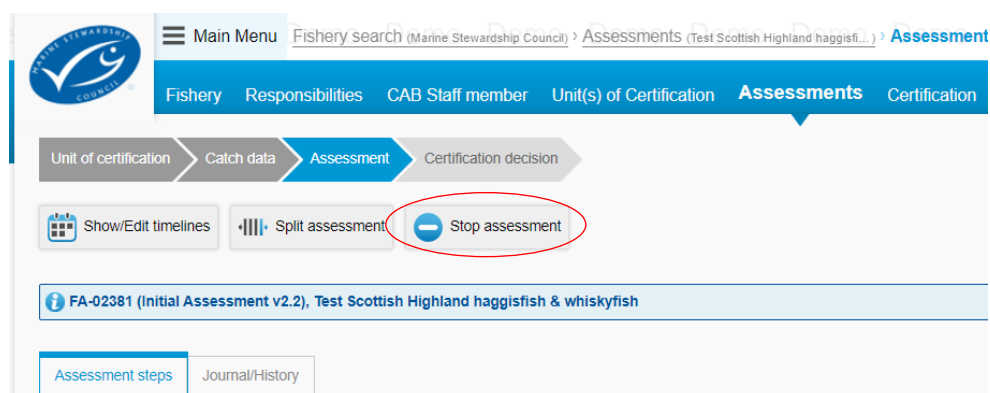 Main Menu Fishery search (Marine Stewardship Council) › Assessments (Test Scottish Highland haggisfi... ) › Assessment
MARINE STEWARDSHIP COUNCIL
Fishery Responsibilities CAB Staff member Unit(s) of Certification Assessments Certification
Unit of certification Catch data Assessment Certification decision
Show/Edit timelines Split assessment Stop assessment
FA-02381 (Initial Assessment v2.2), Test Scottish Highland haggisfish & whiskyfish
Assessment steps Journal/History